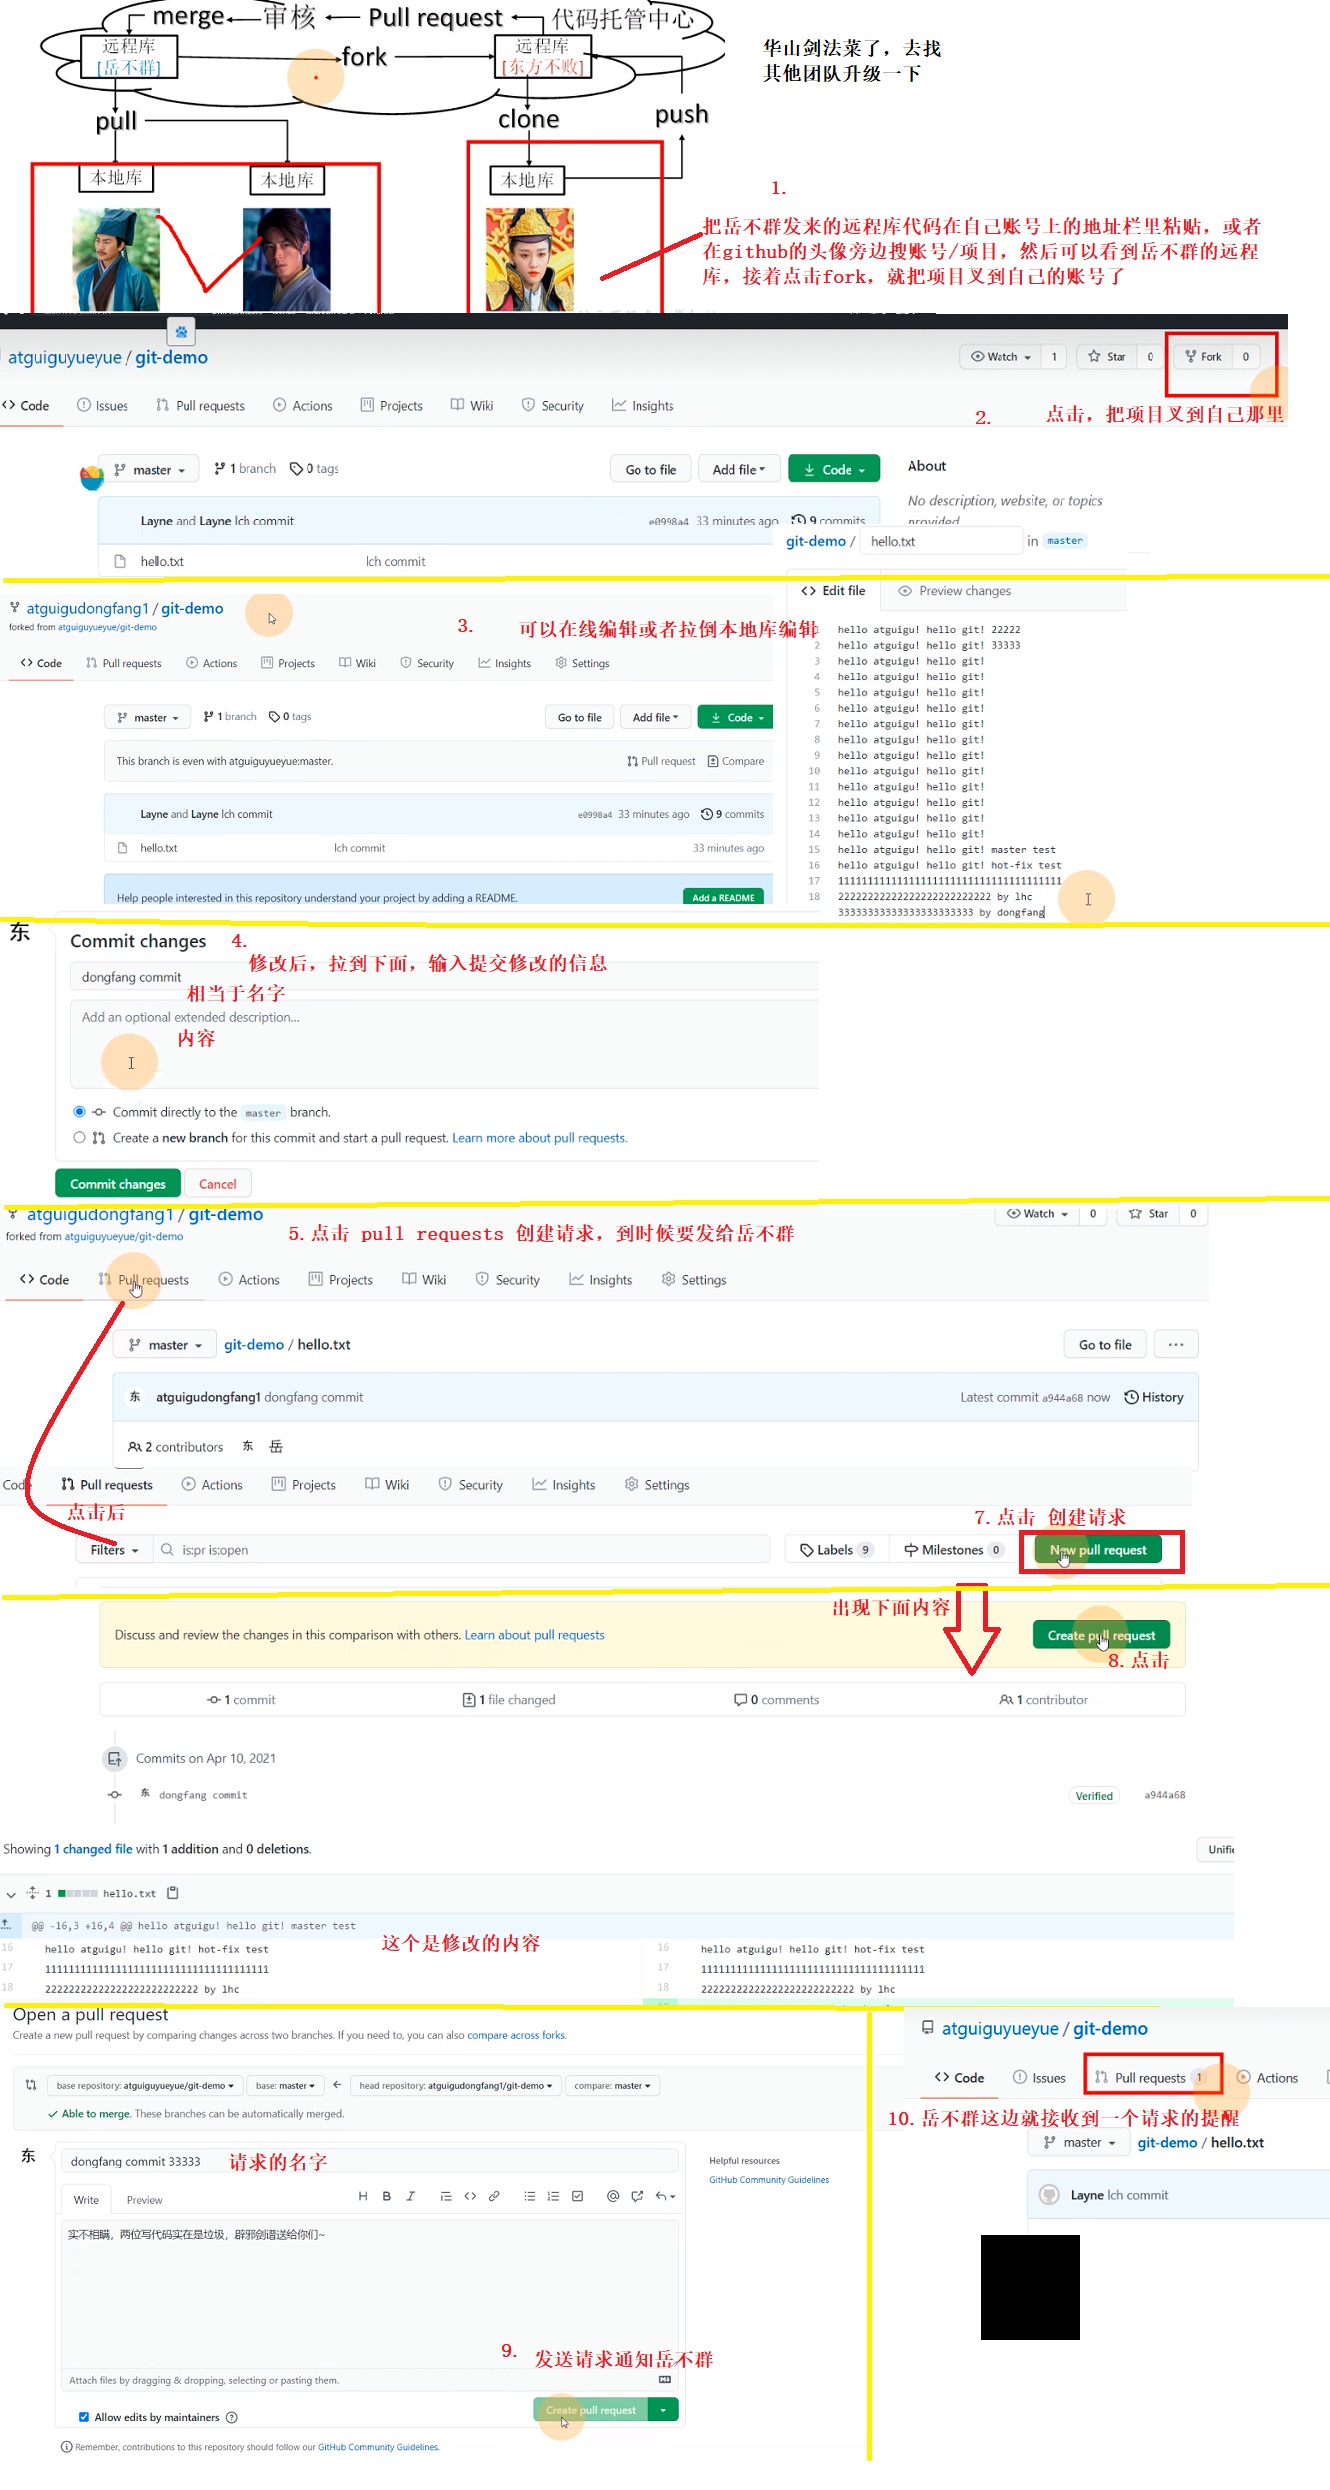 merge 审核 Pull request 代码托管中心
远程库
[岳不群]
fork
远程库
[东方不败]
华山剑法菜了，去找
其他团队升级一下
pull
clone
push
本地库
本地库
本地库
1.
把岳不群发来的远程库代码在自己账号上的地址栏里粘贴，或者
在github的头像旁边搜账号/项目，然后可以看到岳不群的远程
库，接着点击fork，就把项目叉到自己的账号了
atguiguyueyue / git-demo
Watch 1 Star 0 Fork 0
Code Issues Pull requests Actions Projects Wiki Security Insights
2. 点击，把项目叉到自己那里
master 1 branch 0 tags Go to file Add file Code
About
No description, website, or topics
provided
Layne and Layne lch commit e0998a4 33 minutes ago 9 commits
hello.txt lch commit
git-demo / hello.txt in master
Edit file Preview changes
atguigudongfang1 / git-demo
forked from atguiguyueyue/git-demo
3. 可以在线编辑或者拉倒本地库编辑
Code Pull requests Actions Projects Wiki Security Insights Settings
master 1 branch 0 tags Go to file Add file Code
This branch is even with atguiguyueyue:master. Pull request Compare
Layne and Layne lch commit e0998a4 33 minutes ago 9 commits
hello.txt lch commit 33 minutes ago
Help people interested in this repository understand your project by adding a README. Add a README
hello atguigu! hello git! 22222
2 hello atguigu! hello git! 33333
3 hello atguigu! hello git!
4 hello atguigu! hello git!
5 hello atguigu! hello git!
6 hello atguigu! hello git!
7 hello atguigu! hello git!
8 hello atguigu! hello git!
9 hello atguigu! hello git!
10 hello atguigu! hello git!
11 hello atguigu! hello git!
12 hello atguigu! hello git!
13 hello atguigu! hello git!
14 hello atguigu! hello git!
15 hello atguigu! hello git! master test
16 hello atguigu! hello git! hot-fix test
17 1111111111111111111111111111111111111
18 2222222222222222222222222 by lhc
3333333333333333333333 by dongfang
东
Commit changes 4.
修改后，拉到下面，输入提交修改的信息
dongfang commit
相当于名字
Add an optional extended description...
内容
Commit directly to the master branch.
Create a new branch for this commit and start a pull request. Learn more about pull requests.
Commit changes Cancel
atguigudongfang1 / git-demo
Watch 0 Star 0
forked from atguiguyueyue/git-demo
5.点击 pull requests 创建请求，到时候要发给岳不群
Code Pull requests Actions Projects Wiki Security Insights Settings
master git-demo / hello.txt Go to file ...
东 atguigudongfang1 dongfang commit Latest commit a944a68 now History
2 contributors 东 岳
Code Pull requests Actions Projects Wiki Security Insights Settings
点击后
7.点击 创建请求
Filters is:pr is:open Labels 9 Milestones 0 New pull request
出现下面内容
Discuss and review the changes in this comparison with others. Learn about pull requests Create pull request
8.点击
1 commit 1 file changed 0 comments 1 contributor
Commits on Apr 10, 2021
东 dongfang commit Verified a944a68
Showing 1 changed file with 1 addition and 0 deletions.
Unifie
1 hello.txt
@@ -16,3 +16,4 @@ hello atguigu! hello git! master test
这个是修改的内容
16 hello atguigu! hello git! hot-fix test 16 hello atguigu! hello git! hot-fix test
17 1111111111111111111111111111111111111 17 1111111111111111111111111111111111111
18 2222222222222222222222222 by lhc 18 2222222222222222222222222 by lhc
Open a pull request
Create a new pull request by comparing changes across two branches. If you need to, you can also compare across forks.
base repository: atguiguyueyue/git-demo base: master head repository: atguigudongfang1/git-demo compare: master
Able to merge. These branches can be automatically merged.
东
dongfang commit 33333 请求的名字
Write Preview H B I
实不相瞒，两位写代码实在是垃圾，辟邪剑谱送给你们~
9. 发送请求通知岳不群
Attach files by dragging & dropping, selecting or pasting them.
Allow edits by maintainers
Create pull request
Remember, contributions to this repository should follow our GitHub Community Guidelines.
Helpful resources
GitHub Community Guidelines
atguiguyueyue / git-demo
Code Issues Pull requests 1 Actions
10.岳不群这边就接收到一个请求的提醒
master git-demo / hello.txt
Layne lch commit